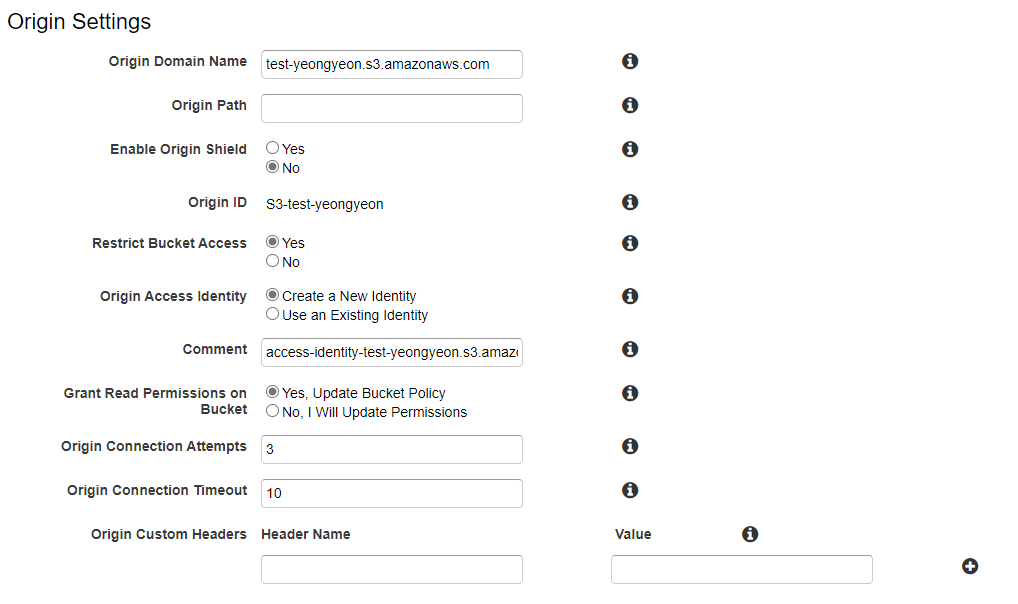 Origin Settings
Origin Domain Name test-yeongyeon.s3.amazonaws.com
Origin Path
Enable Origin Shield Yes
No
Origin ID S3-test-yeongyeon
Restrict Bucket Access Yes
No
Origin Access Identity Create a New Identity
Use an Existing Identity
Comment access-identity-test-yeongyeon.s3.amaz
Grant Read Permissions on Bucket Yes, Update Bucket Policy
No, I Will Update Permissions
Origin Connection Attempts 3
Origin Connection Timeout 10
Origin Custom Headers Header Name Value